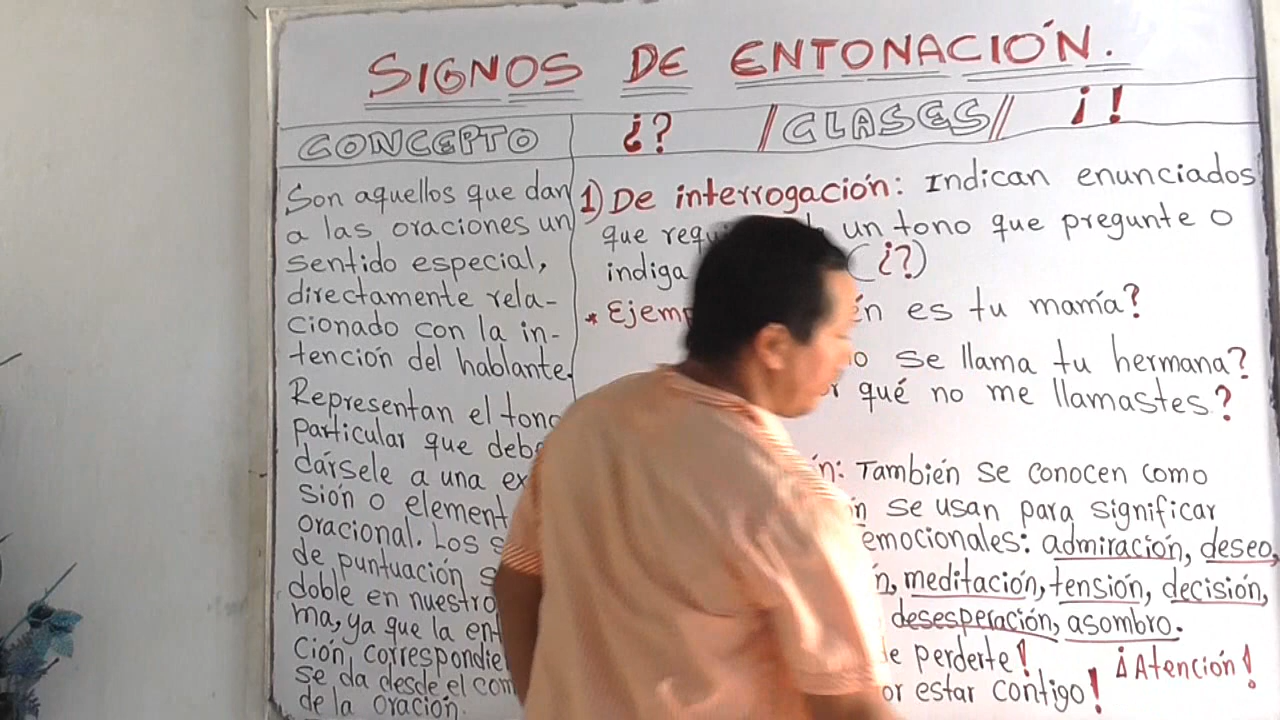 SIGNOS DE ENTONACIÓN.
CONCEPTO
¿? //CLASES// ¡!
Son aquellos que dan
a las oraciones un
sentido especial,
directamente rela-
cionado con la in-
tención del hablante.
Representan el tono
particular que debe
dársele a una ex
sión o element
oracional. Los s
de puntuación s
doble en nuestro
ma, ya que la ent
ción correspondie
se da desde el com
de la oración.
1) De interrogación: Indican enunciados
que requi un tono que pregunte o
indiga (¿?)
* Ejemp én es tu mamía?
se llama tu hermana?
qué no me llamastes.?
ón: También se conocen como
se usan para significar
emocionales: admiración, deseo,
meditación, tensión, decisión,
desesperación, asombro.
de perderte!
¡Atención!
or estar contigo!